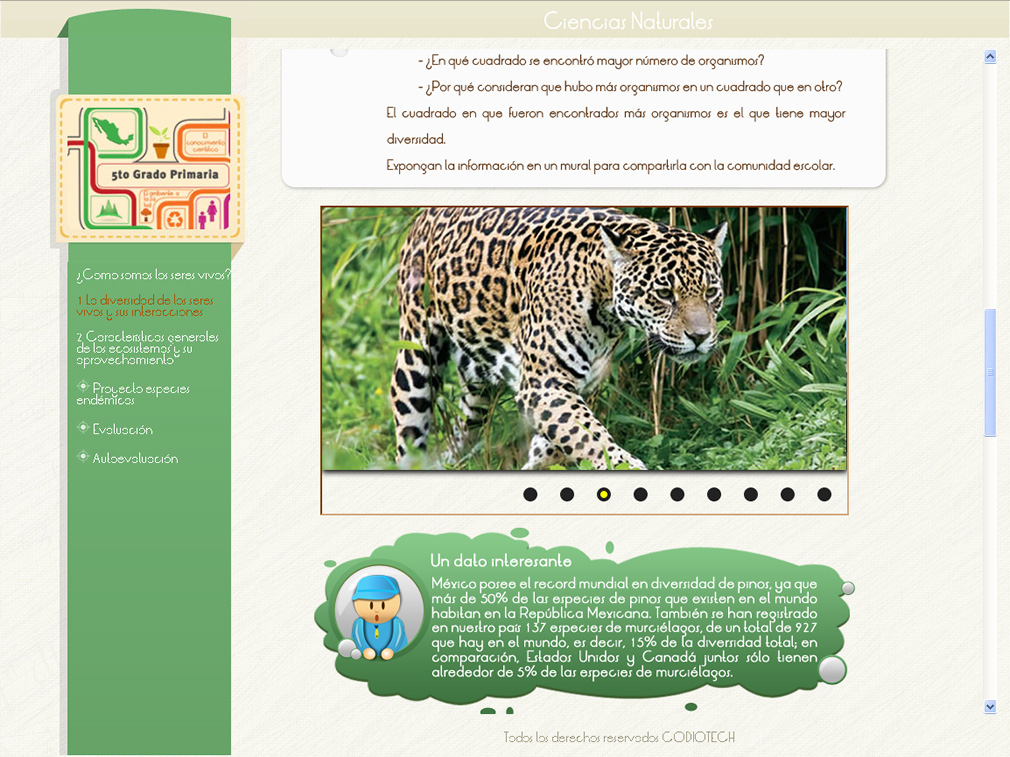 Ciencias Naturales
- ¿En qué cuadrado se encontró mayor número de organismos?
- ¿Por qué consideran que hubo más organismos en un cuadrado que en otro?
El cuadrado en que fueron encontrados más organismos es el que tiene mayor
diversidad.
Expongan la información en un mural para compartirla con la comunidad escolar.
El
conocimiento
científico
5to Grado Primaria
¿Como somos los seres vivos?
1 La diversidad de los seres
vivos y sus interacciones
2 Características generales
de los ecosistemas y su
aprovechamiento
Proyecto especies
endémicas
Evaluación
Autoevaluación
Un dato interesante
México posee el record mundial en diversidad de pinos, ya que
más de 50% de las especies de pinos que existen en el mundo
habitan en la República Mexicana. También se han registrado
en nuestro país 137 especies de murciélagos, de un total de 927
que hay en el mundo, es decir, 15% de la diversidad total; en
comparación, Estados Unidos y Canadá juntos sólo tienen
alrededor de 5% de las especies de murciélagos.
Todos los derechos reservados CODIOTECH